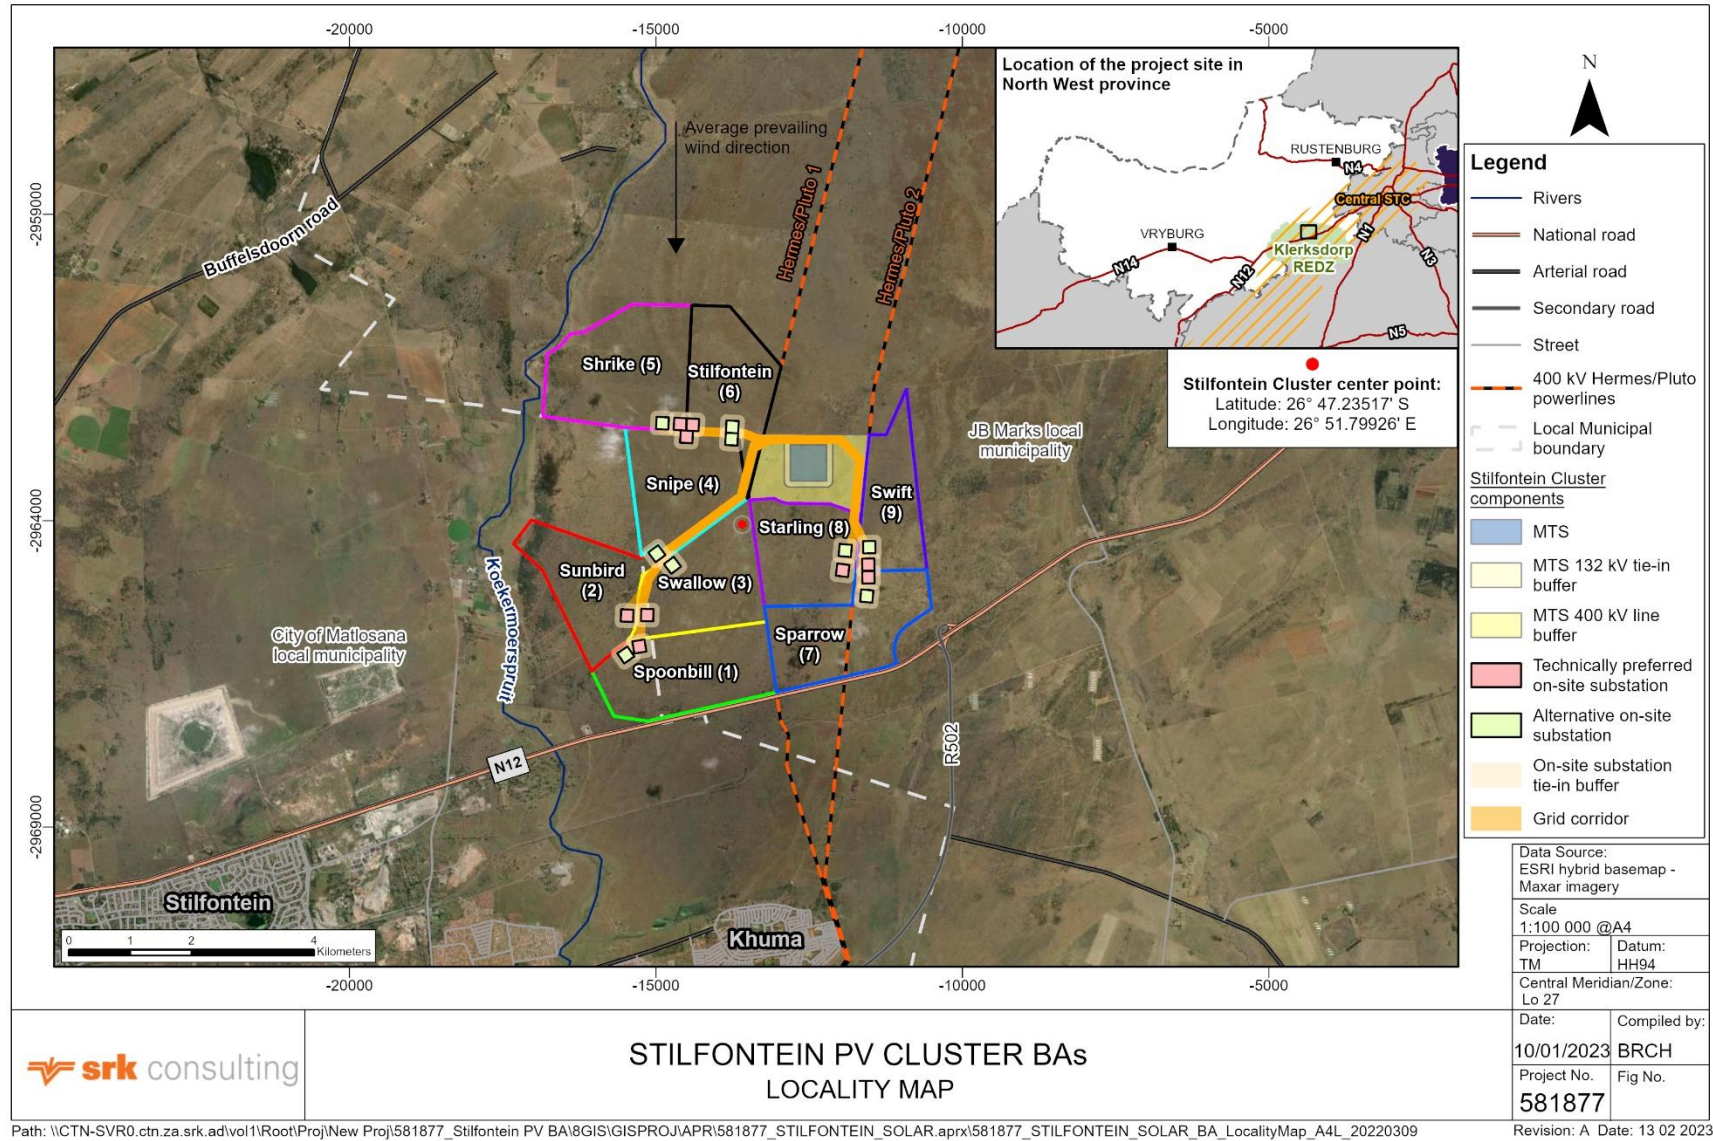 -20000
-15000
-10000
-5000
-2959000
-2964000
-2969000
Average prevailing
wind direction
Buffelsdoornroad
Hermes/Pluto 1
Hermes/Pluto 2
Shrike (5)
Stilfontein
(6)
Snipe (4)
Starling (8)
Swift
(9)
Sunbird
(2)
Swallow (3)
Sparrow
(7)
Spoonbill (1)
Koekermoerspruit
City of Matlosana
local municipality
JB Marks local
municipality
N12
R502
Stilfontein
Khuma
0 1 2 4
Kilometers
-20000
-15000
-10000
-5000
Location of the project site in
North West province
RUSTENBURG
N4
Central STC
VRYBURG
Klerksdorp
REDZ
N1
N3
N14
N12
N5
Stilfontein Cluster center point:
Latitude: 26° 47.23517' S
Longitude: 26° 51.79926' E
N
Legend
Rivers
National road
Arterial road
Secondary road
Street
400 kV Hermes/Pluto
powerlines
Local Municipal
boundary
Stilfontein Cluster
components
MTS
MTS 132 kV tie-in
buffer
MTS 400 kV line
buffer
Technically preferred
on-site substation
Alternative on-site
substation
On-site substation
tie-in buffer
Grid corridor
Data Source:
ESRI hybrid basemap -
Maxar imagery
Scale
1:100 000 @A4
Projection: Datum:
TM HH94
Central Meridian/Zone:
Lo 27
Date: Compiled by:
10/01/2023 BRCH
Project No. Fig No.
581877
srk consulting
STILFONTEIN PV CLUSTER BAs
LOCALITY MAP
Path: \\CTN-SVR0.ctn.za.srk.ad\vol1\Root\Proj\New Proj\581877_Stilfontein PV BA\8GIS\GISPROJ\APR\581877_STILFONTEIN_SOLAR.aprx\581877_STILFONTEIN_SOLAR_BA_LocalityMap_A4L_20220309
Revision: A Date: 13 02 2023